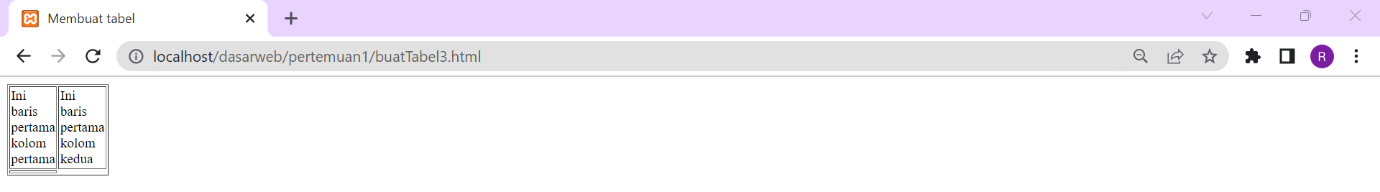 Membuat tabel
localhost/dasarweb/pertemuan1/buatTabel3.html
R
Ini
baris
pertama
kolom
pertama
Ini
baris
pertama
kolom
kedua